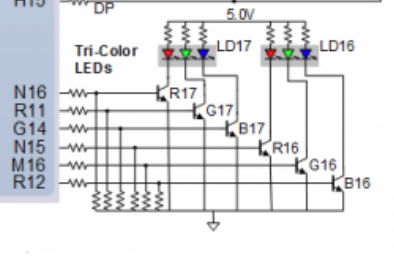 H15
DP
5.0V
Tri-Color
LEDs
LD17
LD16
N16
R17
R11
G17
G14
B17
N15
R16
M16
G16
R12
B16